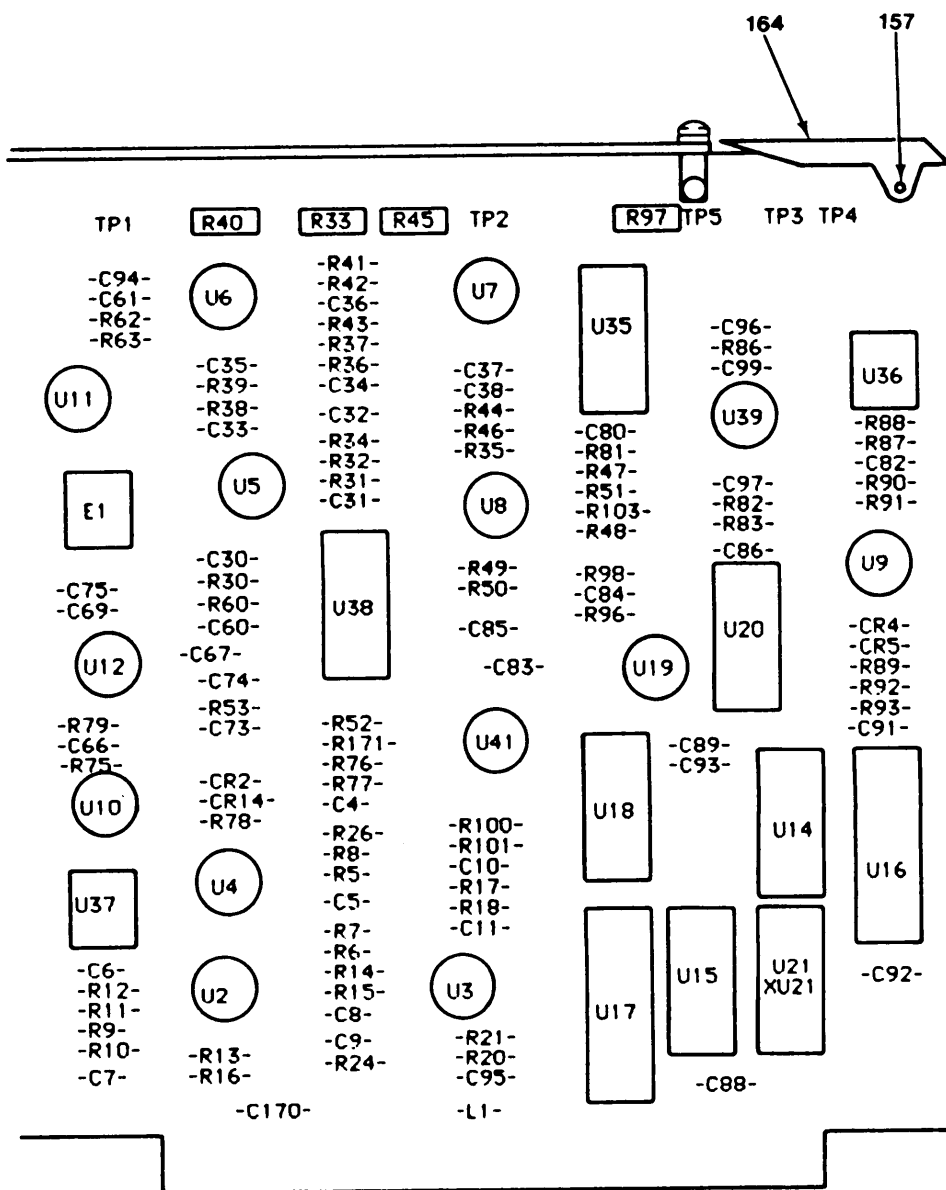 164 157
TP1 R40 R33 R45 TP2 R97 TP5 TP3 TP4
-C94-
-C61-
-R62-
-R63-
U11
E1
-C75-
-C69-
U12
-R79-
-C66-
-R75-
U10
U37
-C6-
-R12-
-R11-
-R9-
-R10-
-C7-
U6
-C35-
-R39-
-R38-
-C33-
U5
-C30-
-R30-
-R60-
-C60-
-C67-
-C74-
-R53-
-C73-
-CR2-
-CR14-
-R78-
U4
U2
-R13-
-R16-
-C170-
-R41-
-R42-
-C36-
-R43-
-R37-
-R36-
-C34-
-C32-
-R34-
-R32-
-R31-
-C31-
U38
-R52-
-R171-
-R76-
-R77-
-C4-
-R26-
-R8-
-R5-
-C5-
-R7-
-R6-
-R14-
-R15-
-C8-
-C9-
-R24-
U7
-C37-
-C38-
-R44-
-R46-
-R35-
U8
-R49-
-R50-
-C85-
-C83-
U41
-R100-
-R101-
-C10-
-R17-
-R18-
-C11-
U3
-R21-
-R20-
-C95-
-L1-
U35
-C80-
-R81-
-R47-
-R51-
-R103-
-R48-
-R98-
-C84-
-R96-
U19
U18
U17
-C96-
-R86-
-C99-
U39
-C97-
-R82-
-R83-
-C86-
U20
-C89-
-C93-
U14
U15
U21
XU21
-C88-
U36
-R88-
-R87-
-C82-
-R90-
-R91-
U9
-CR4-
-CR5-
-R89-
-R92-
-R93-
-C91-
U16
-C92-